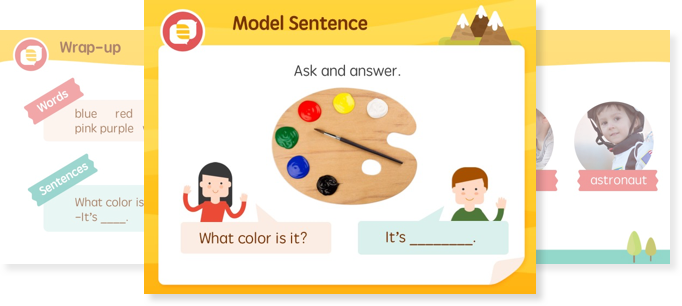 Wrap-up
Words
blue red
pink purple
Sentences
What color is
-It's ____.
Model Sentence
Ask and answer.
What color is it?
It's ________.
astronaut